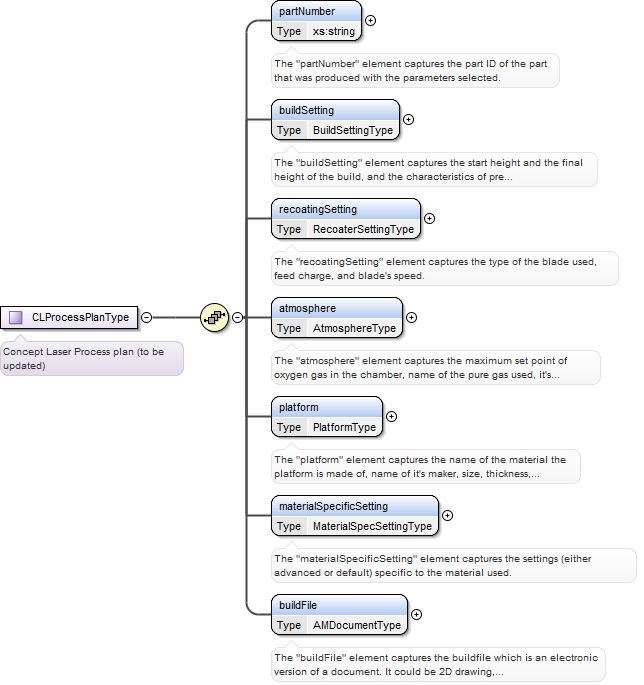 partNumber
Type xs:string
The "partNumber" element captures the part ID of the part
that was produced with the parameters selected.
buildSetting
Type BuildSettingType
The "buildSetting" element captures the start height and the final
height of the build, and the characteristics of pre...
recoatingSetting
Type RecoaterSettingType
The "recoatingSetting" element captures the type of the blade used,
feed charge, and blade's speed.
CLProcessPlanType
Concept Laser Process plan (to be
updated)
atmosphere
Type AtmosphereType
The "atmosphere" element captures the maximum set point of
oxygen gas in the chamber, name of the pure gas used, it's...
platform
Type PlatformType
The "platform" element captures the name of the material the
platform is made of, name of it's maker, size, thickness,...
materialSpecificSetting
Type MaterialSpecSettingType
The "materialSpecificSetting" element captures the settings (either
advanced or default) specific to the material used.
buildFile
Type AMDocumentType
The "buildFile" element captures the buildfile which is an electronic
version of a document. It could be 2D drawing,...